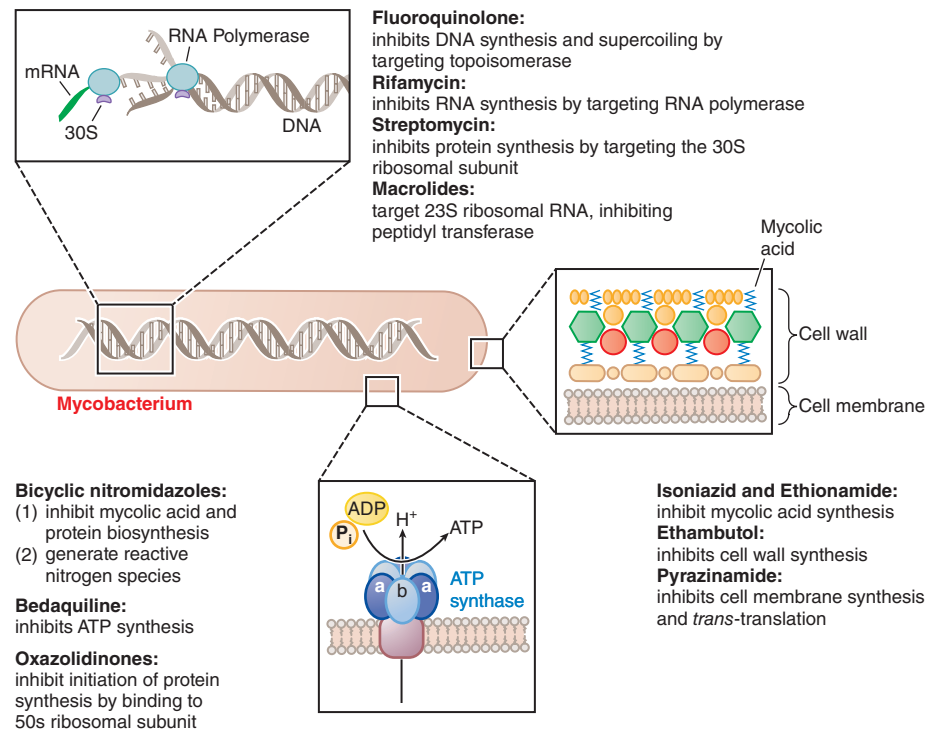 RNA Polymerase
mRNA
30S
DNA
Fluoroquinolone:
inhibits DNA synthesis and supercoiling by
targeting topoisomerase
Rifamycin:
inhibits RNA synthesis by targeting RNA polymerase
Streptomycin:
inhibits protein synthesis by targeting the 30S
ribosomal subunit
Macrolides:
target 23S ribosomal RNA, inhibiting
peptidyl transferase
Mycolic
acid
Cell wall
Cell membrane
Mycobacterium
Bicyclic nitromidazoles:
(1) inhibit mycolic acid and
protein biosynthesis
(2) generate reactive
nitrogen species
Bedaquiline:
inhibits ATP synthesis
Oxazolidinones:
inhibit initiation of protein
synthesis by binding to
50s ribosomal subunit
ADP
Pi
H+
ATP
a
b
a
ATP
synthase
Isoniazid and Ethionamide:
inhibit mycolic acid synthesis
Ethambutol:
inhibits cell wall synthesis
Pyrazinamide:
inhibits cell membrane synthesis
and trans-translation